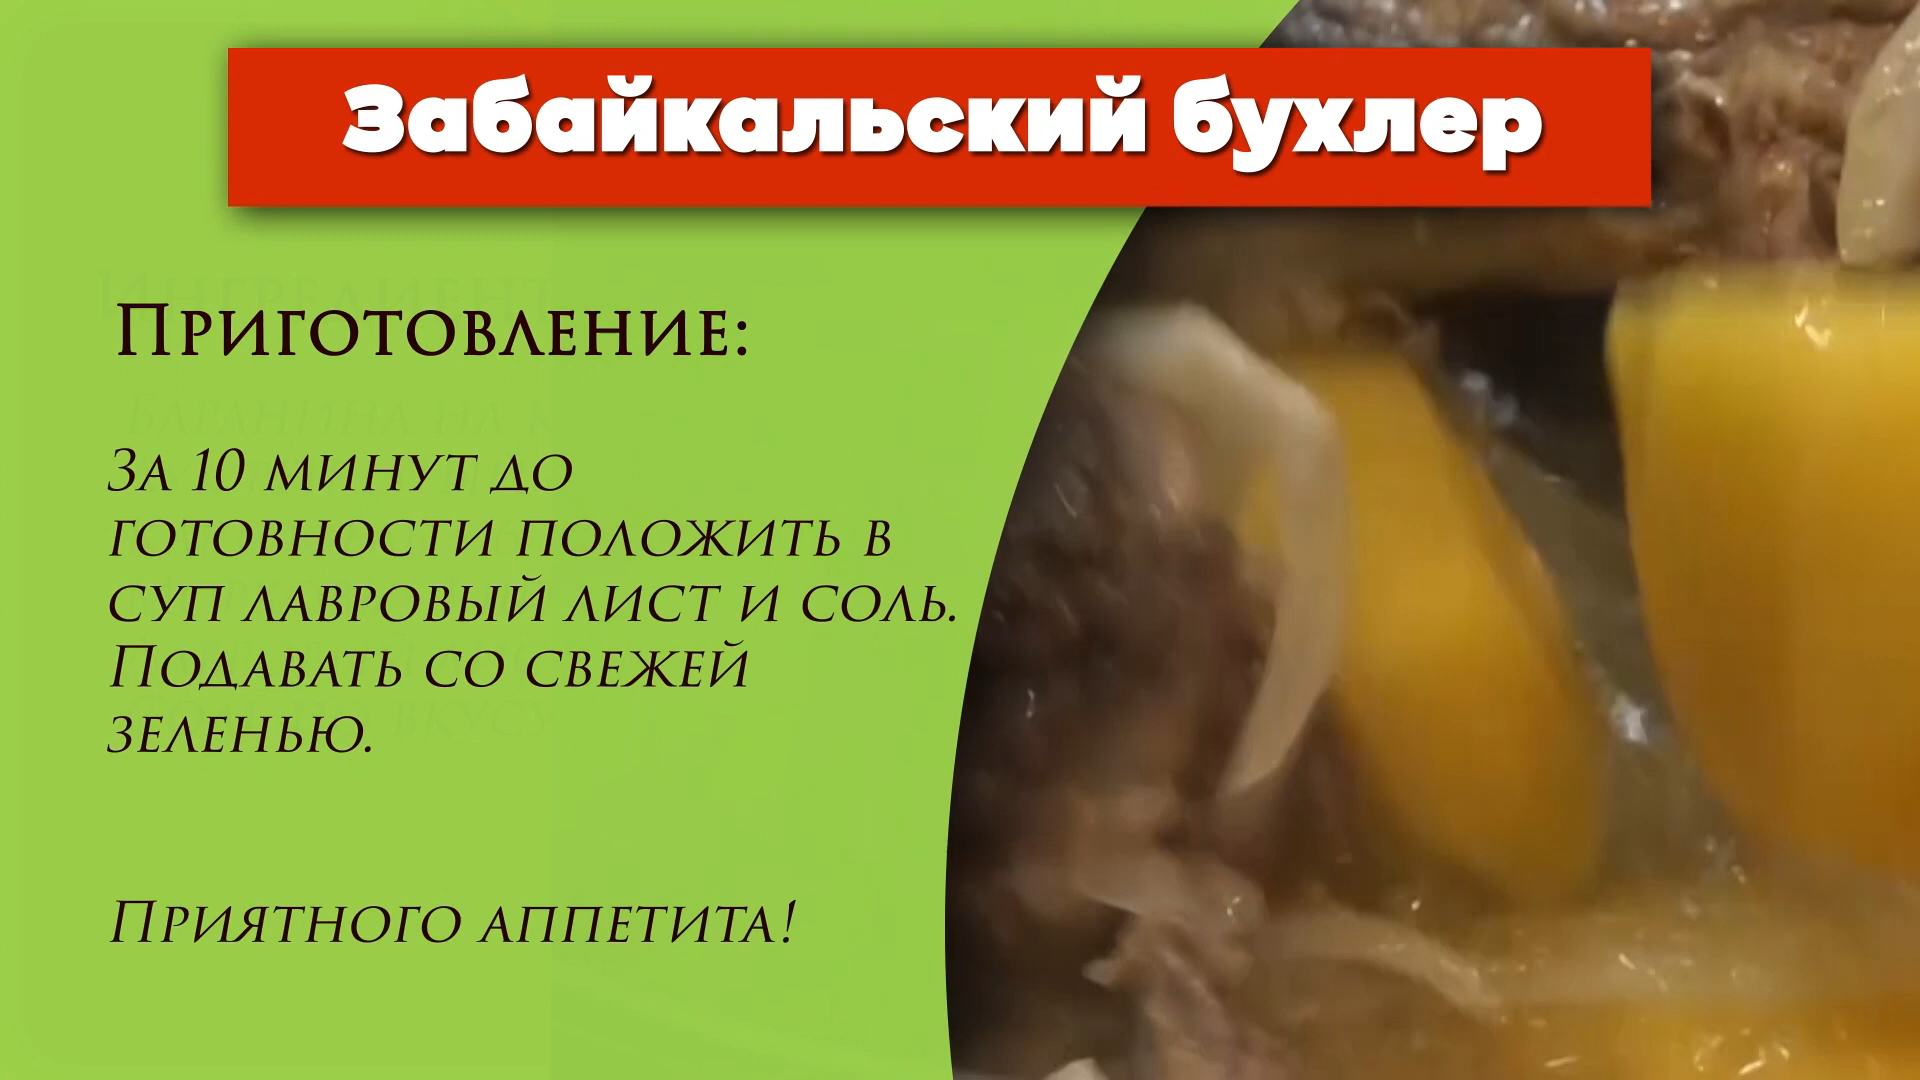 Забайкальский бухлер
Приготовление:
За 10 минут до
готовности положить в
суп лавровый лист и соль.
Подавать со свежей
зеленью.
Приятного аппетита!